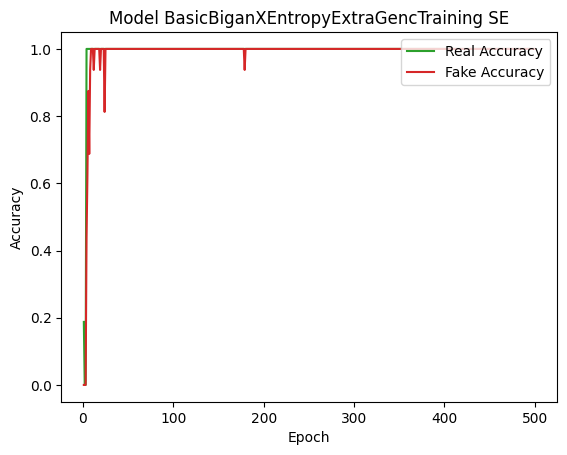 Model BasicBiganXEntropyExtraGencTraining SE
Real Accuracy
Fake Accuracy
1.0
0.8
0.6
0.4
0.2
0.0
Accuracy
0
100
200
300
400
500
Epoch